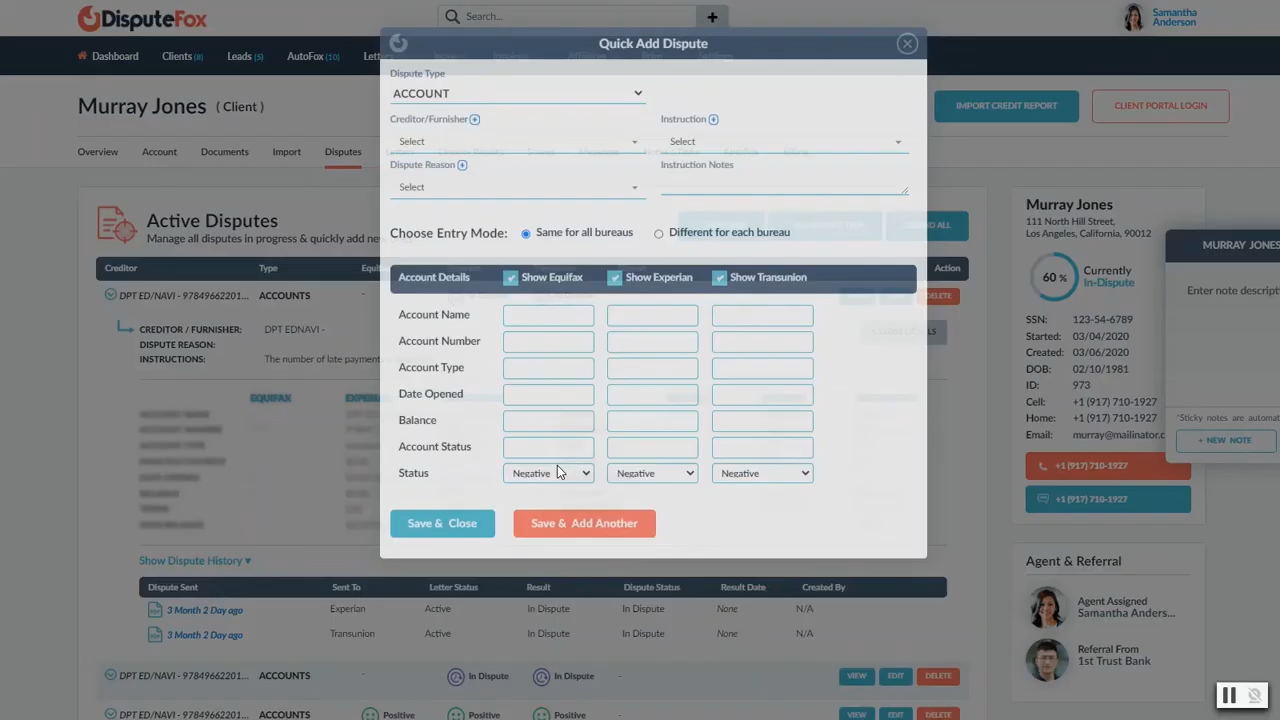 DisputeFox
Search...
+
Samantha
Anderson
Dashboard
Clients (8)
Leads (5)
AutoFox (10)
Murray Jones ( Client )
IMPORT CREDIT REPORT
CLIENT PORTAL LOGIN
Overview
Account
Documents
Import
Disputes
Quick Add Dispute
Dispute Type
ACCOUNT
Creditor/Furnisher
Instruction
Select
Select
Dispute Reason
Instruction Notes
Select
Choose Entry Mode:
Same for all bureaus
Different for each bureau
Account Details
Show Equifax
Show Experian
Show Transunion
Account Name
Account Number
Account Type
Date Opened
Balance
Account Status
Status
Negative
Negative
Negative
Save & Close
Save & Add Another
Active Disputes
Manage all disputes in progress & quickly add new
Creditor
Type
Action
DPT ED/NAVI - 97849662201...
ACCOUNTS
DELETE
CREDITOR / FURNISHER:
DPT EDNAVI -
DISPUTE REASON:
INSTRUCTIONS:
The number of late payments
EQUIFAX
Show Dispute History ▾
Dispute Sent
Sent To
Letter Status
Result
Dispute Status
Result Date
Created By
3 Month 2 Day ago
Experian
Active
In Dispute
In Dispute
None
N/A
3 Month 2 Day ago
Transunion
Active
In Dispute
In Dispute
None
N/A
DPT ED/NAVI - 97849662201...
ACCOUNTS
-
In Dispute
In Dispute
-
VIEW
EDIT
DELETE
DPT ED/NAVI - 97849662201...
ACCOUNTS
Positive
Positive
Positive
-
VIEW
EDIT
DELETE
Murray Jones
111 North Hill Street,
Los Angeles, California, 90012
60 %
Currently
In-Dispute
SSN: 123-54-6789
Started: 03/04/2020
Created: 03/06/2020
DOB: 02/10/1981
ID: 973
Cell: +1 (917) 710-1927
Home: +1 (917) 710-1927
Email: murray@mailinator.c
+1 (917) 710-1927
+1 (917) 710-1927
Agent & Referral
Agent Assigned
Samantha Anders...
Referral From
1st Trust Bank
MURRAY JONES
Enter note descripti
*Sticky notes are automat
+ NEW NOTE